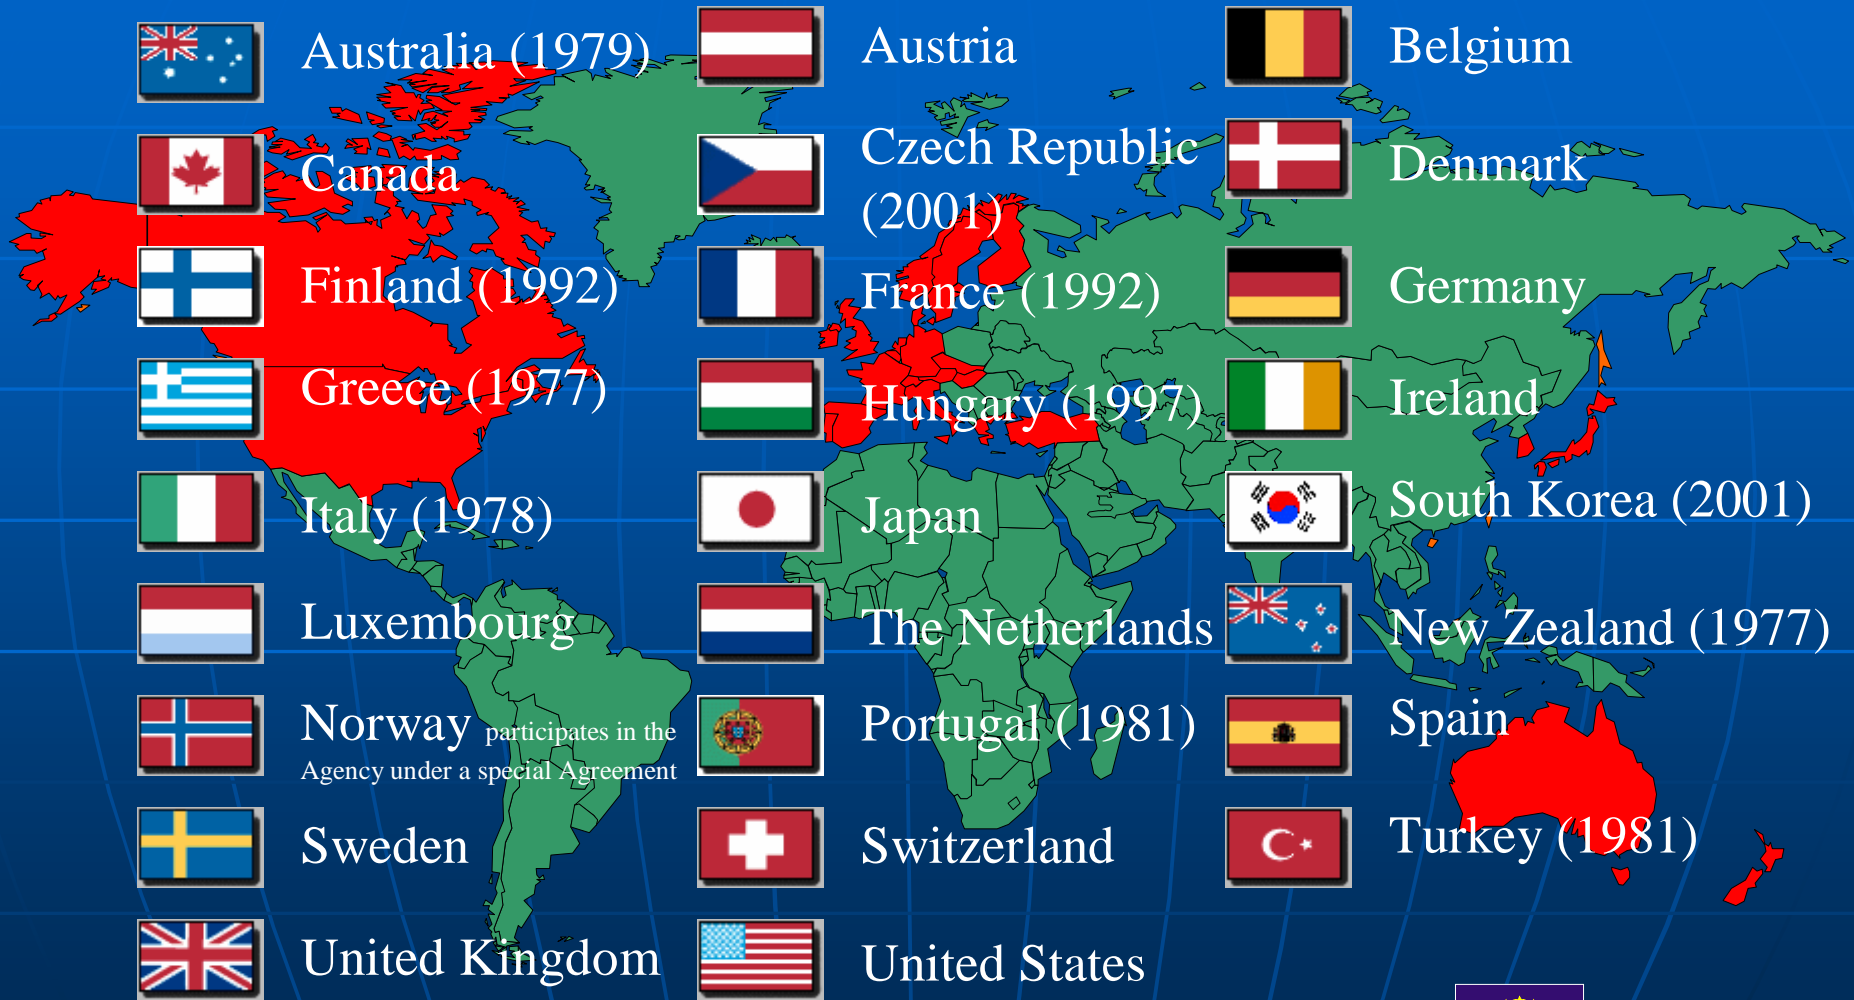 Australia (1979)
Austria
Belgium
Canada
Czech Republic
(2001)
Denmark
Finland (1992)
France (1992)
Germany
Greece (1977)
Hungary (1997)
Ireland
Italy (1978)
Japan
South Korea (2001)
Luxembourg
The Netherlands
New Zealand (1977)
Norway participates in the
Agency under a special Agreement
Portugal (1981)
Spain
Sweden
Switzerland
Turkey (1981)
United Kingdom
United States